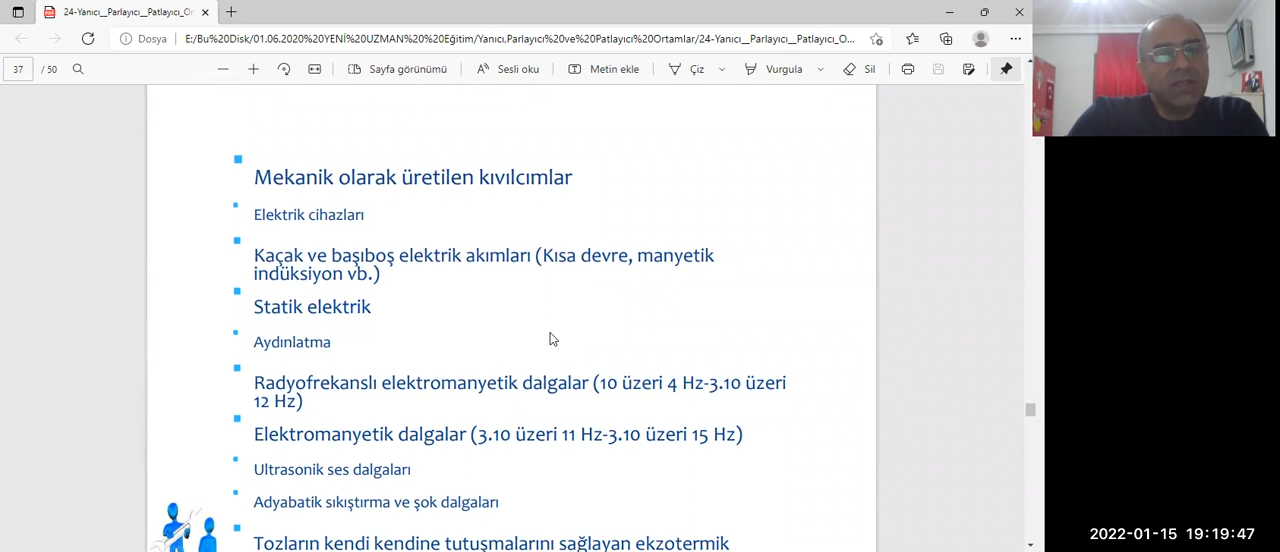 24-Yanıcı__Parlayıcı__Patlayıcı_Or
Dosya
E:/Bu%20Disk/01.06.2020%20YENİ%20UZMAN%20%20Eğitim/Yanıcı.Parlayıcı%20ve%20Patlayıcı%20Ortamlar/24-Yanıcı__Parlayıcı__Patlayici_O...
37 / 50
Sayfa görünümü
Sesli oku
Metin ekle
Çiz
Vurgula
Sil
Mekanik olarak üretilen kıvılcımlar
Elektrik cihazları
Kaçak ve başıboş elektrik akımları (Kısa devre, manyetik
indüksiyon vb.)
Statik elektrik
Aydınlatma
Radyofrekanslı elektromanyetik dalgalar (10 üzeri 4 Hz-3.10 üzeri
12 Hz)
Elektromanyetik dalgalar (3.10 üzeri 11 Hz-3.10 üzeri 15 Hz)
Ultrasonik ses dalgaları
Adyabatik sıkıştırma ve şok dalgaları
Tozların kendi kendine tutuşmalarını sağlayan ekzotermik
2022-01-15 19:19:47